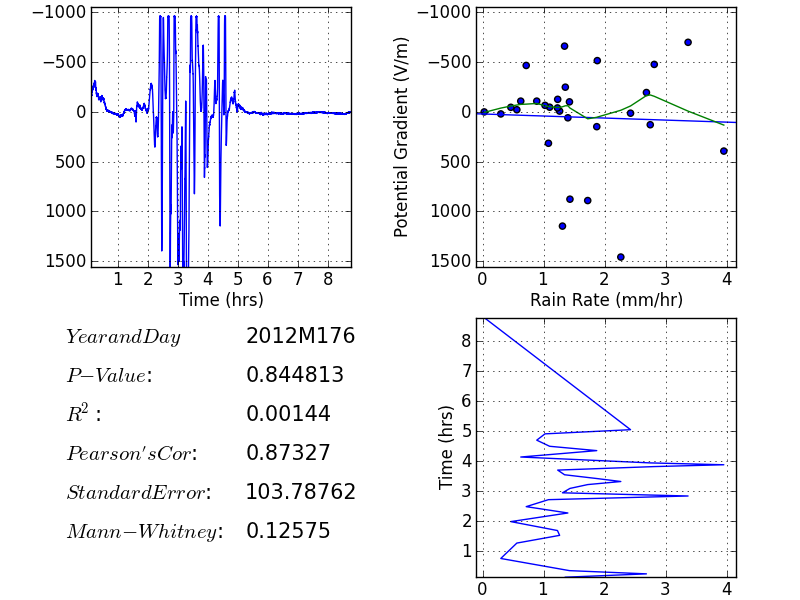 −1000
−500
0
500
1000
1500
1 2 3 4 5 6 7 8
Time (hrs)
Potential Gradient (V/m)
−1000
−500
0
500
1000
1500
0 1 2 3 4
Rain Rate (mm/hr)
YearandDay 2012M176
P−Value: 0.844813
R²: 0.00144
Pearson'sCor: 0.87327
StandardError: 103.78762
Mann−Whitney: 0.12575
Time (hrs)
8
7
6
5
4
3
2
1
0 1 2 3 4